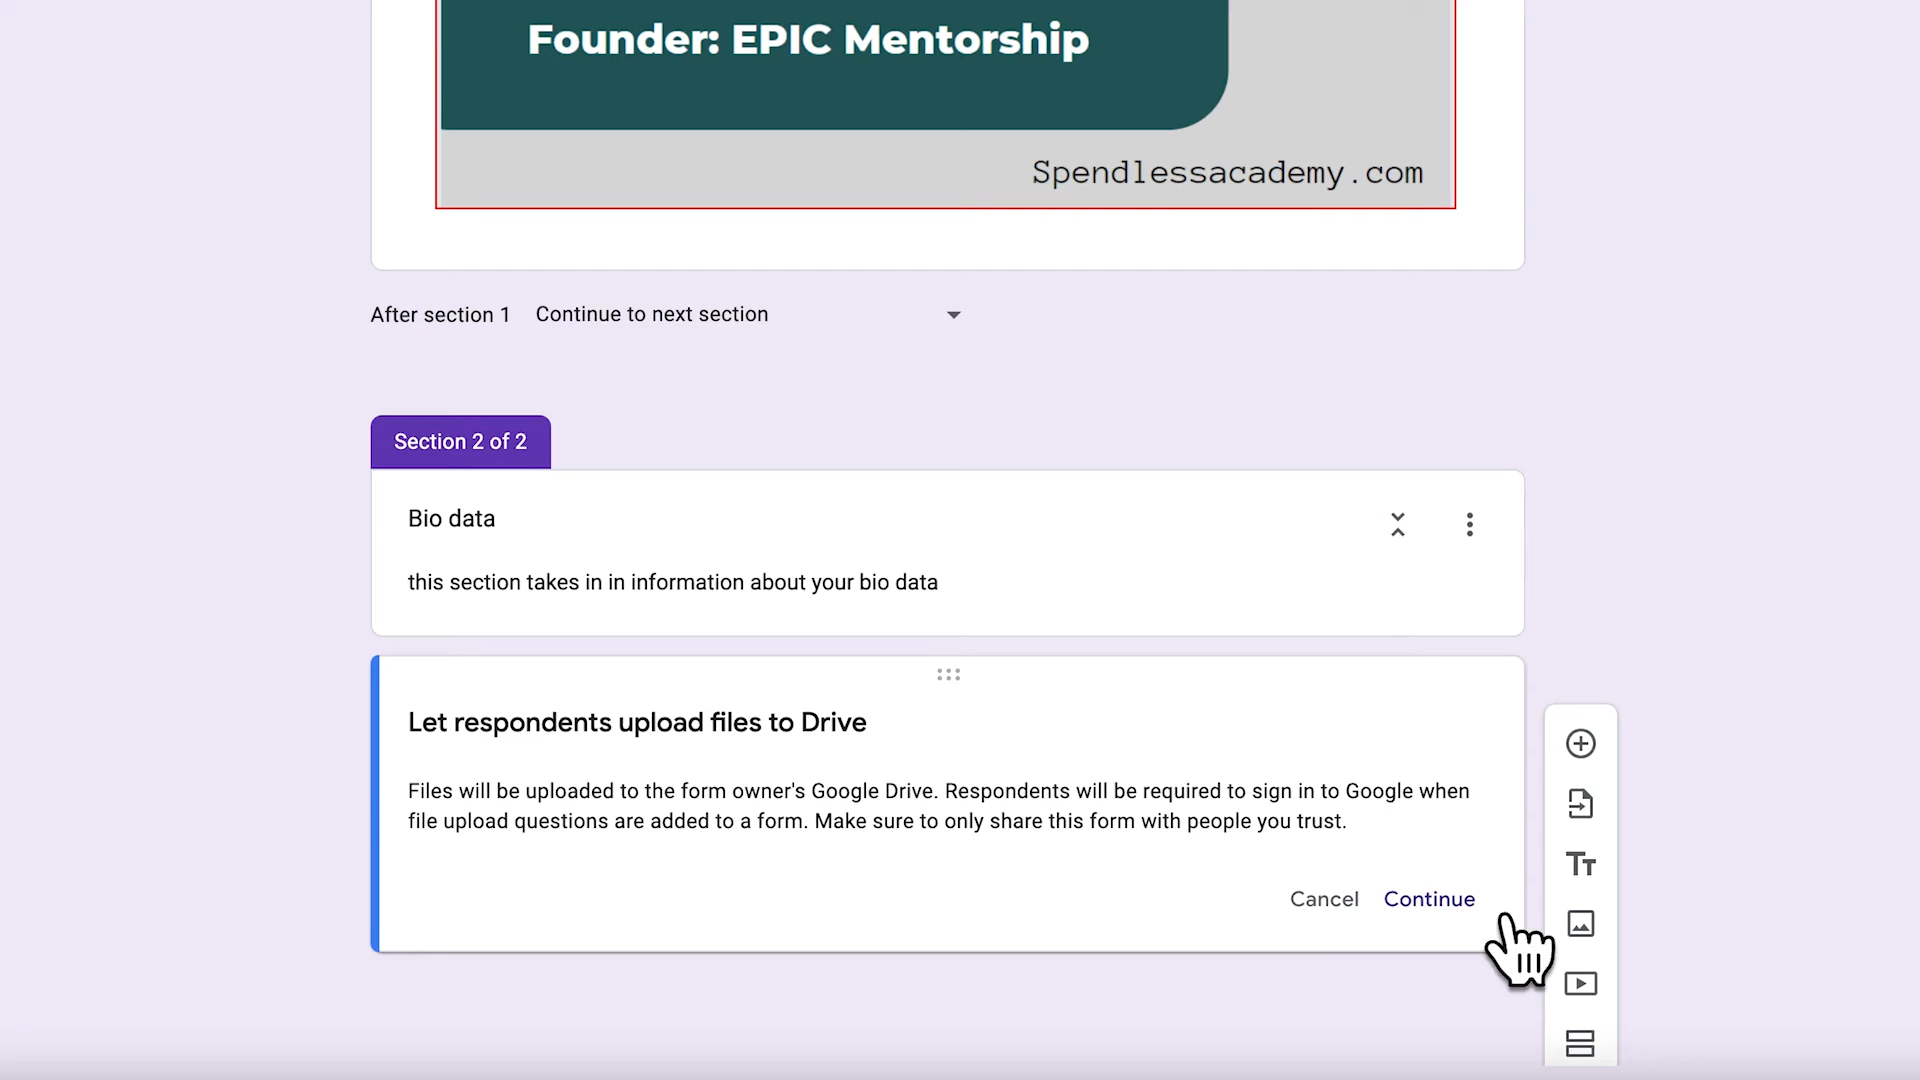 Founder: EPIC Mentorship
Spendlessacademy.com
After section 1 Continue to next section
Section 2 of 2
Bio data
this section takes in in information about your bio data
Let respondents upload files to Drive
Files will be uploaded to the form owner's Google Drive. Respondents will be required to sign in to Google when
file upload questions are added to a form. Make sure to only share this form with people you trust.
Cancel Continue